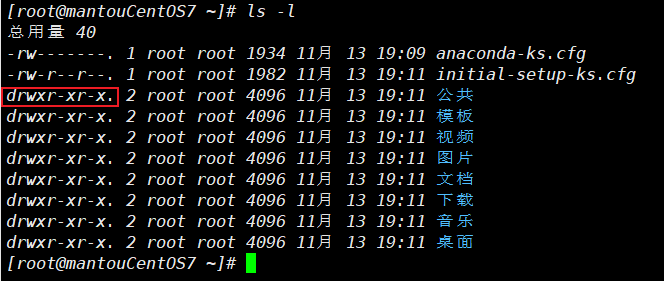 [root@mantouCentOS7 ~]# ls -l
总用量 40
-rw-------. 1 root root 1934 11月 13 19:09 anaconda-ks.cfg
-rw-r--r--. 1 root root 1982 11月 13 19:11 initial-setup-ks.cfg
drwxr-xr-x. 2 root root 4096 11月 13 19:11 公共
drwxr-xr-x. 2 root root 4096 11月 13 19:11 模板
drwxr-xr-x. 2 root root 4096 11月 13 19:11 视频
drwxr-xr-x. 2 root root 4096 11月 13 19:11 图片
drwxr-xr-x. 2 root root 4096 11月 13 19:11 文档
drwxr-xr-x. 2 root root 4096 11月 13 19:11 下载
drwxr-xr-x. 2 root root 4096 11月 13 19:11 音乐
drwxr-xr-x. 2 root root 4096 11月 13 19:11 桌面
[root@mantouCentOS7 ~]#